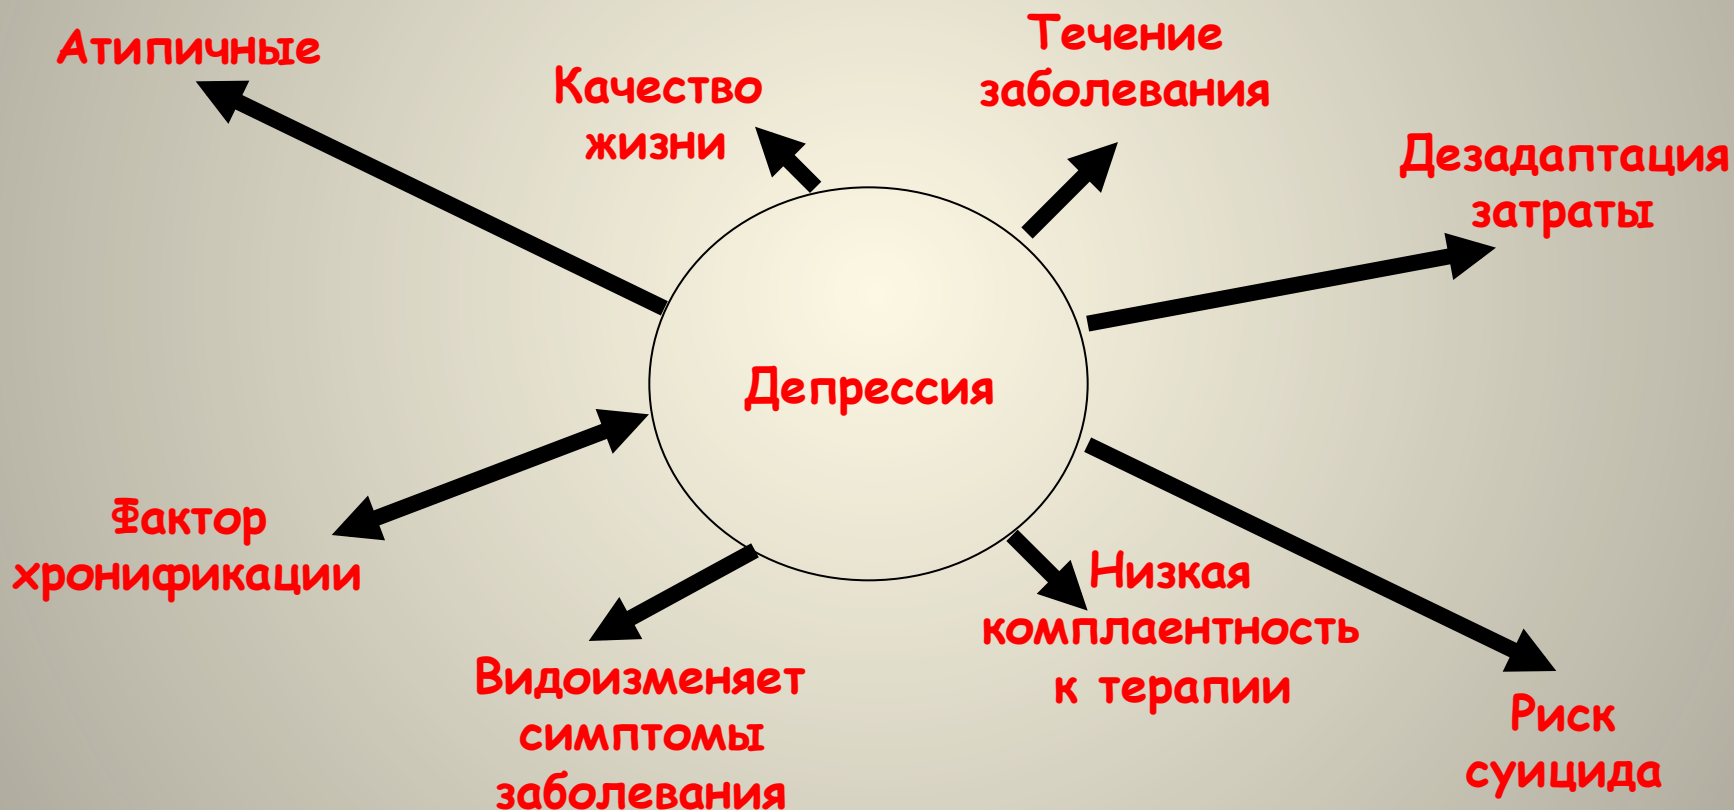 Атипичные
Качество
жизни
Течение
заболевания
Дезадаптация
затраты
Депрессия
Фактор
хронификации
Видоизменяет
симптомы
заболевания
Низкая
комплаентность
к терапии
Риск
суицида